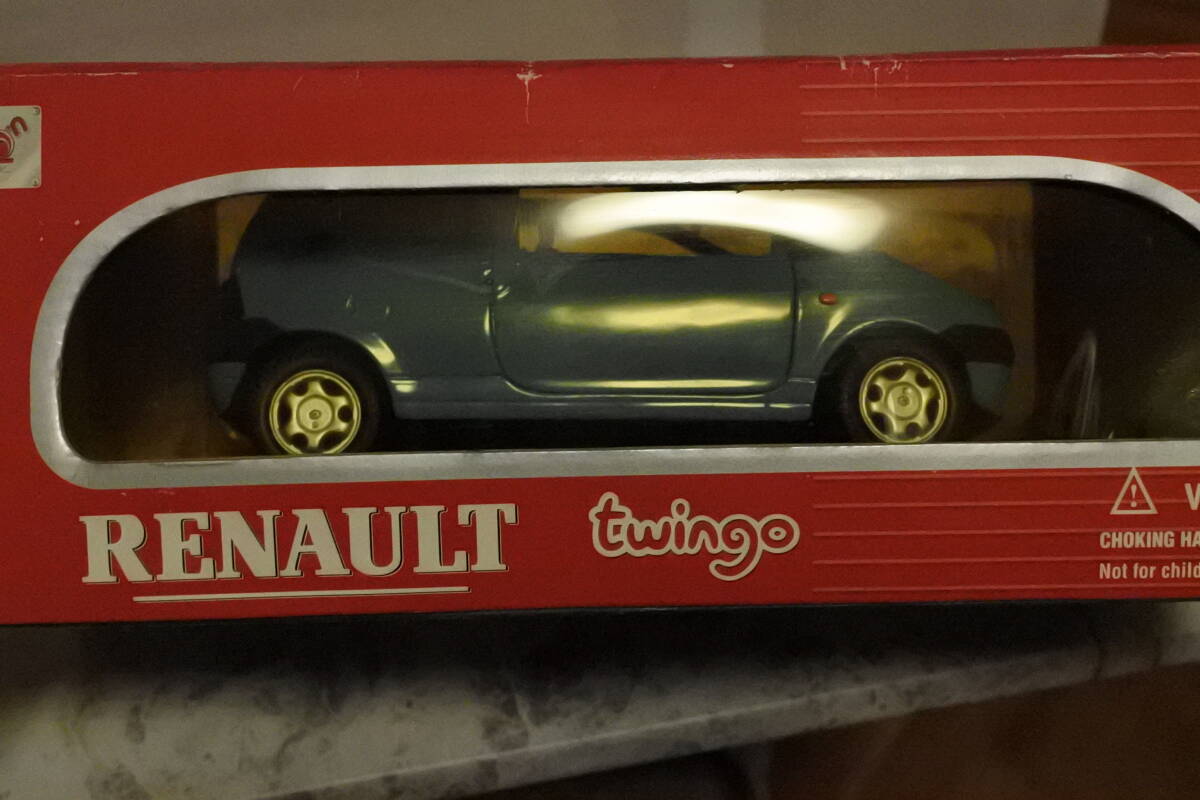 RENAULT
twingo
CHOKING HA
Not for child